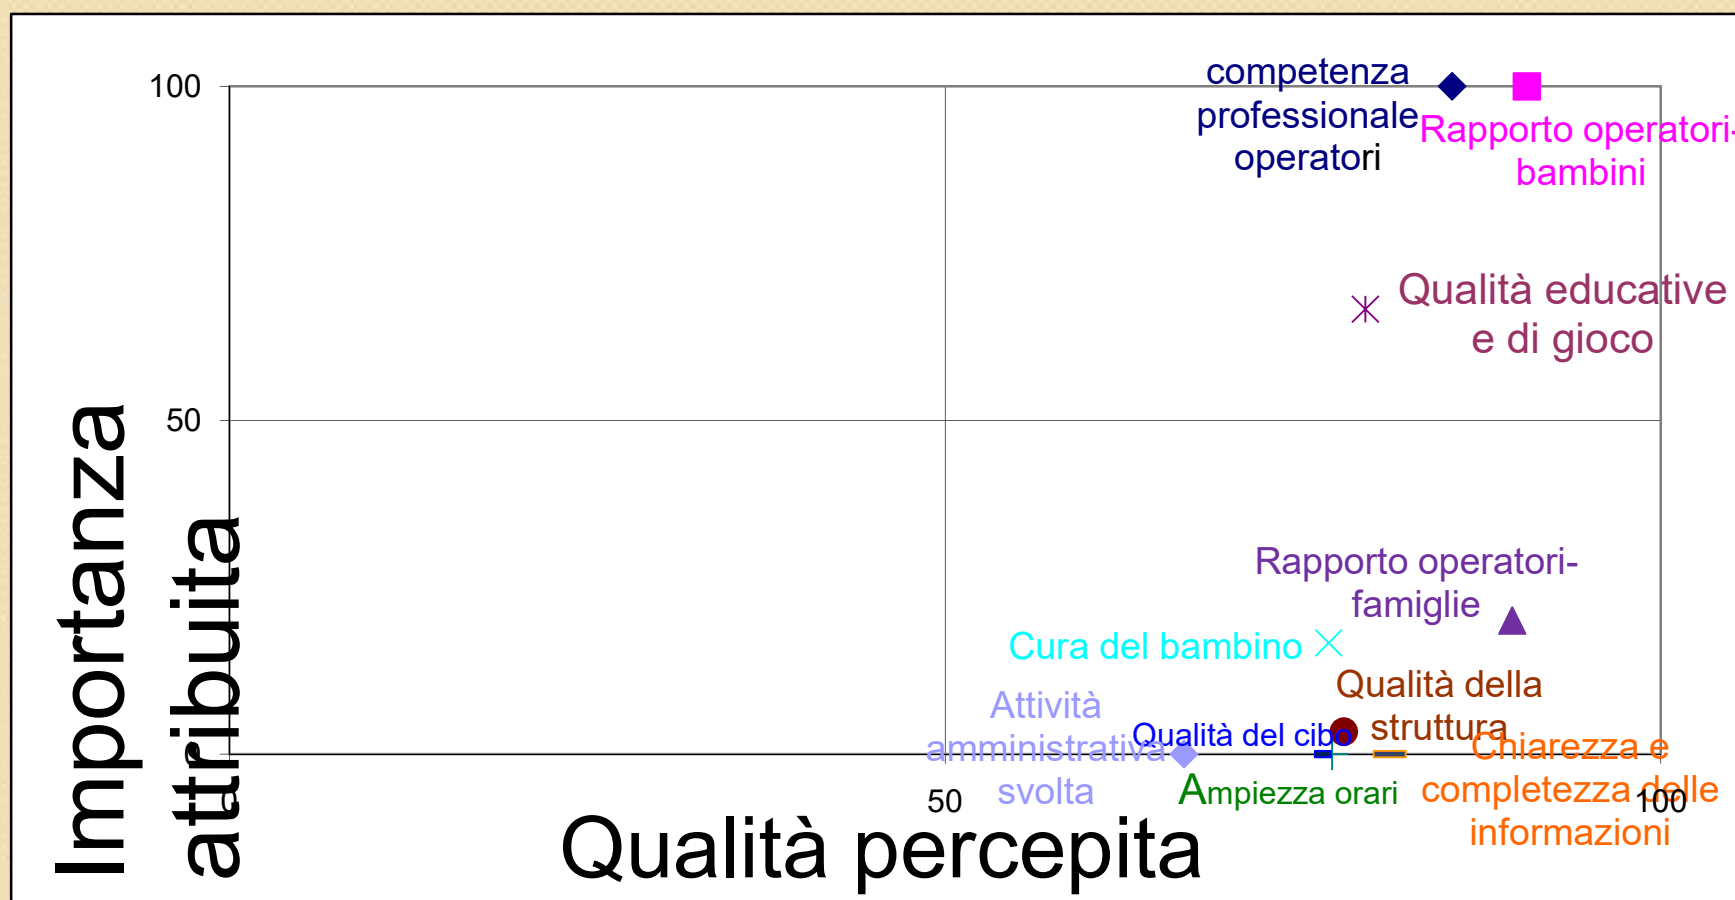 100
competenza
professionale
operatori
Rapporto operatori-
bambini
Qualità educative
e di gioco
50
Importanza
attribuita
Rapporto operatori-
famiglie
Cura del bambino
Qualità della
struttura
Attività
amministrativa
svolta
Qualità del cibo
Ampiezza orari
Chiarezza e
completezza delle
informazioni
0
50
100
Qualità percepita